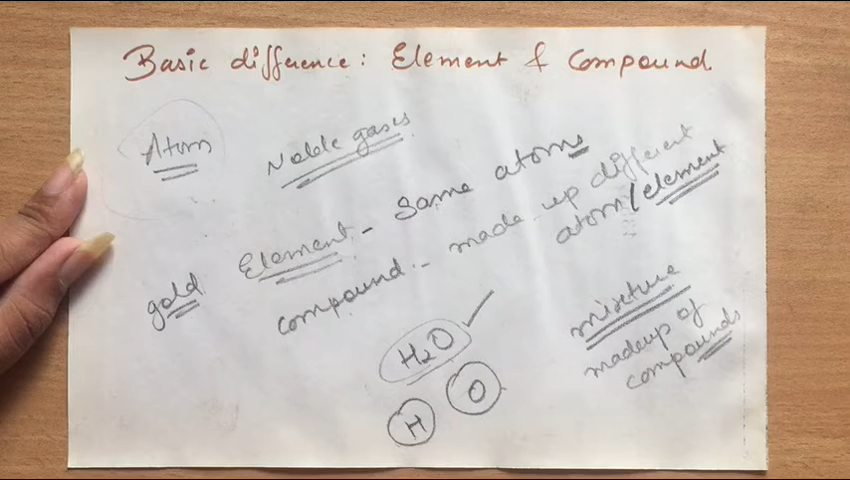 Basic difference: Element & Compound
Atom
Noble gases
Element - Same atoms
gold
compound - made up different
atom/element
H₂O
H
O
mixture
madeup of
compounds